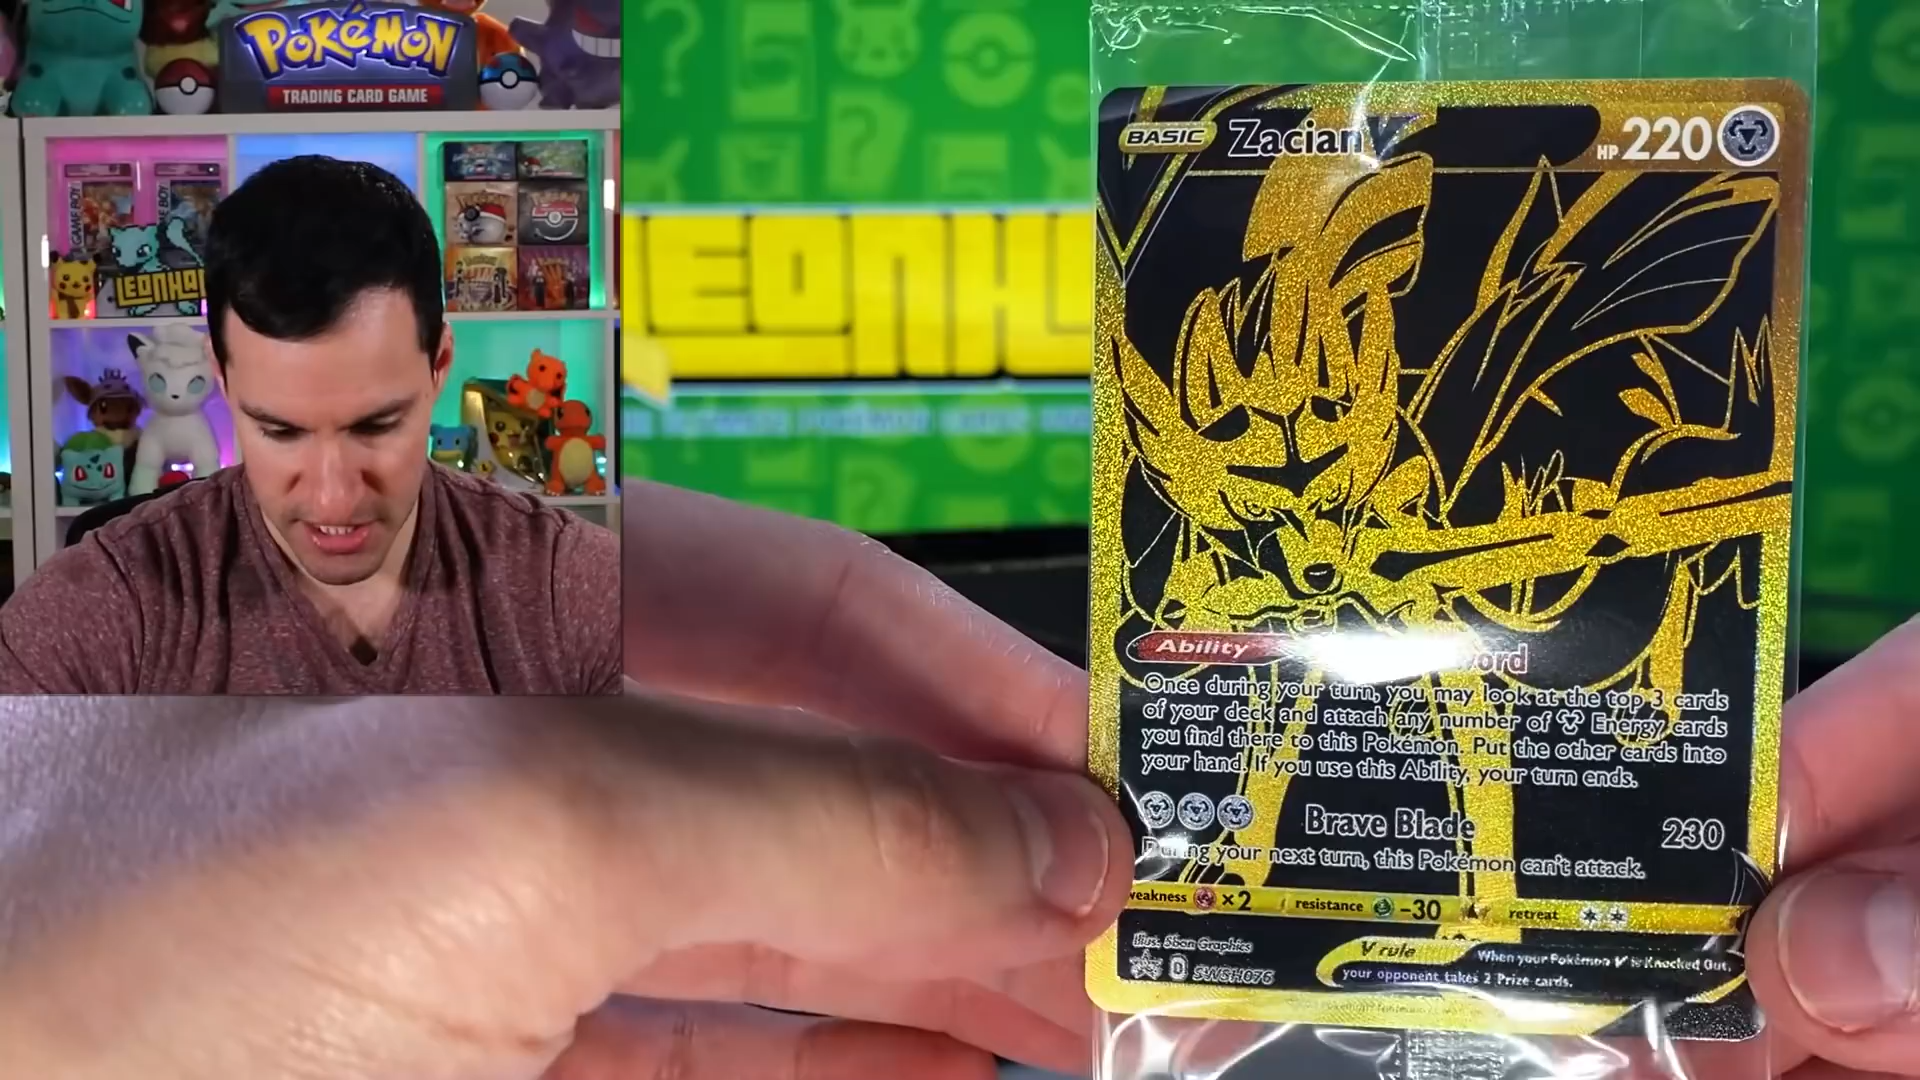 POKéMON
TRADING CARD GAME
GAME BOY
LEONHA
LEONHA
BASIC Zacian V HP 220
Ability word
Once during your turn, you may look at the top 3 cards
of your deck and attach any number of Energy cards
you find there to this Pokémon. Put the other cards into
your hand. If you use this Ability, your turn ends.
Brave Blade 230
During your next turn, this Pokémon can't attack.
weakness ×2 resistance -30 retreat
Illus. 5ban Graphics
D SWSH076
V rule When your Pokémon V is Knocked Out,
your opponent takes 2 Prize cards.